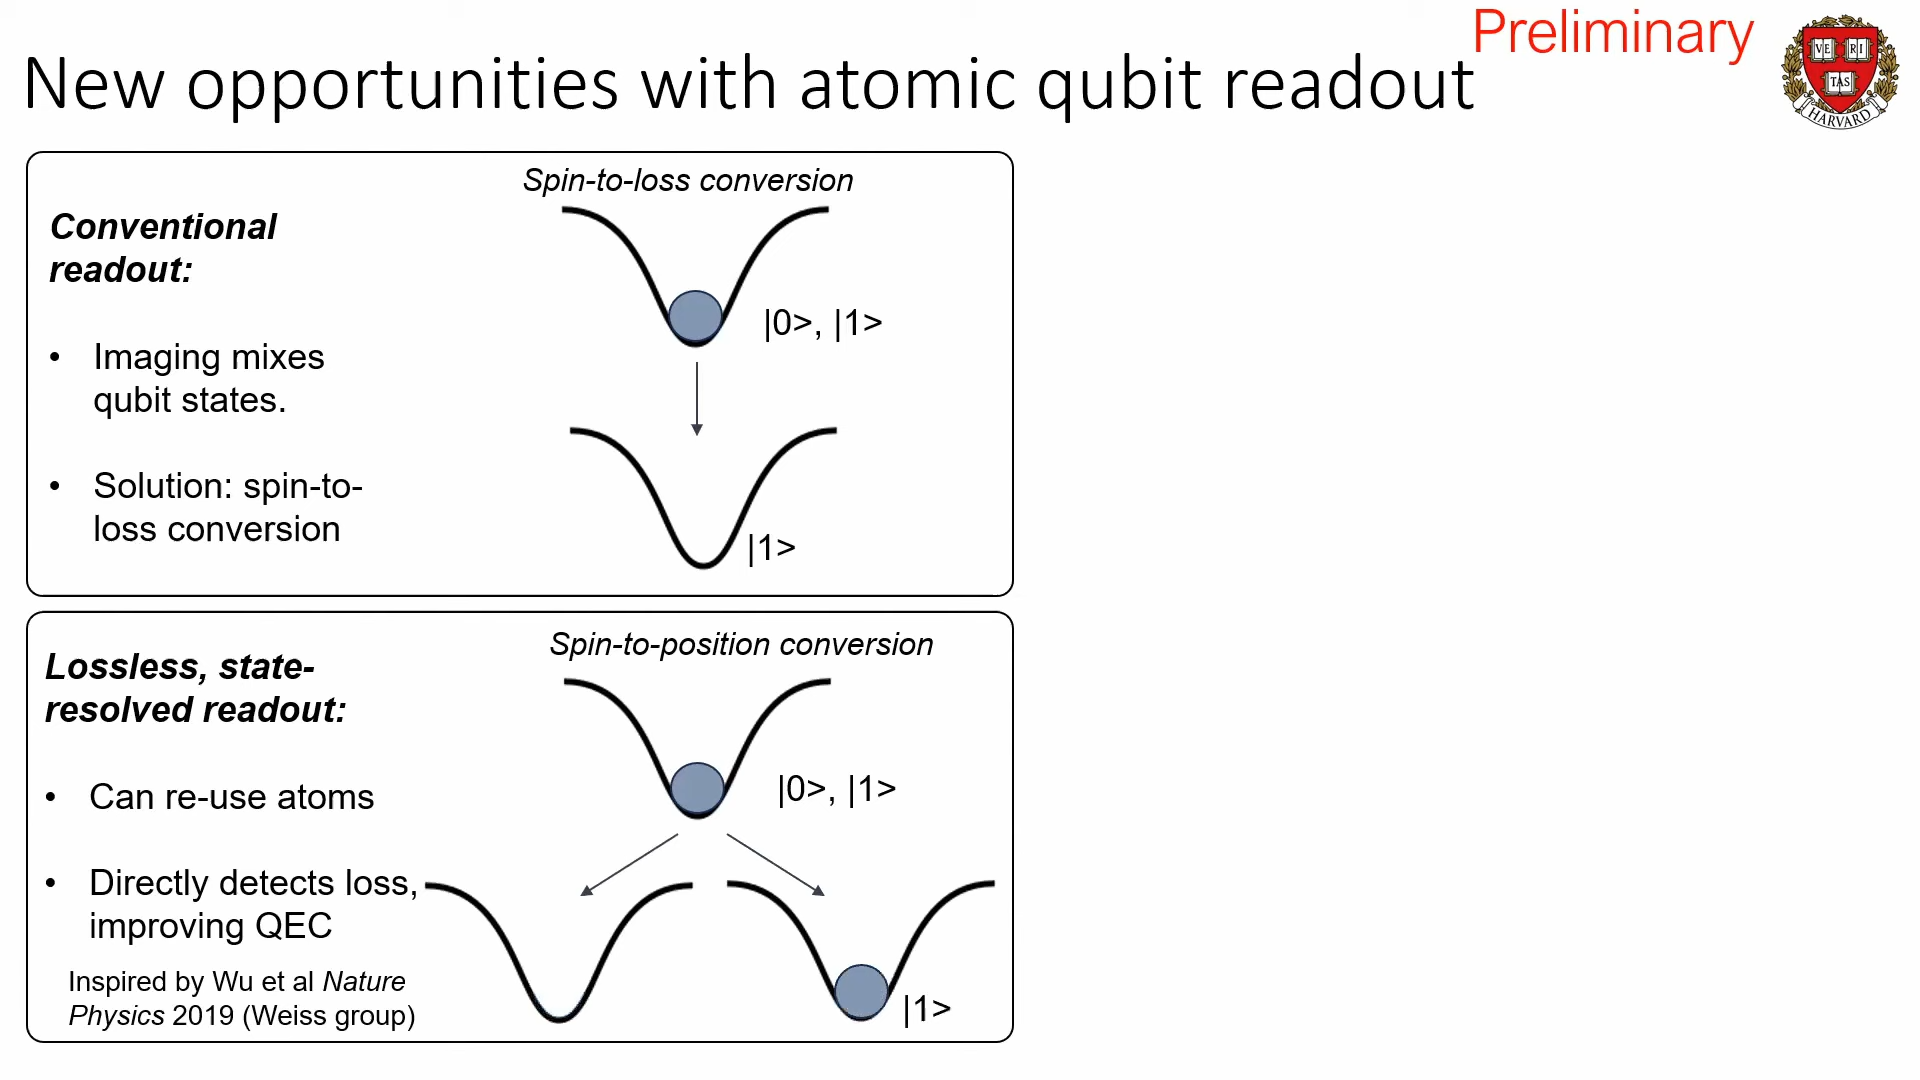 Preliminary
New opportunities with atomic qubit readout
VE RI
TAS
HARVARD
Spin-to-loss conversion
Conventional
readout:
|0>, |1>
• Imaging mixes
qubit states.
• Solution: spin-to-
loss conversion
|1>
Spin-to-position conversion
Lossless, state-
resolved readout:
|0>, |1>
• Can re-use atoms
• Directly detects loss,
improving QEC
Inspired by Wu et al Nature
Physics 2019 (Weiss group)
|1>